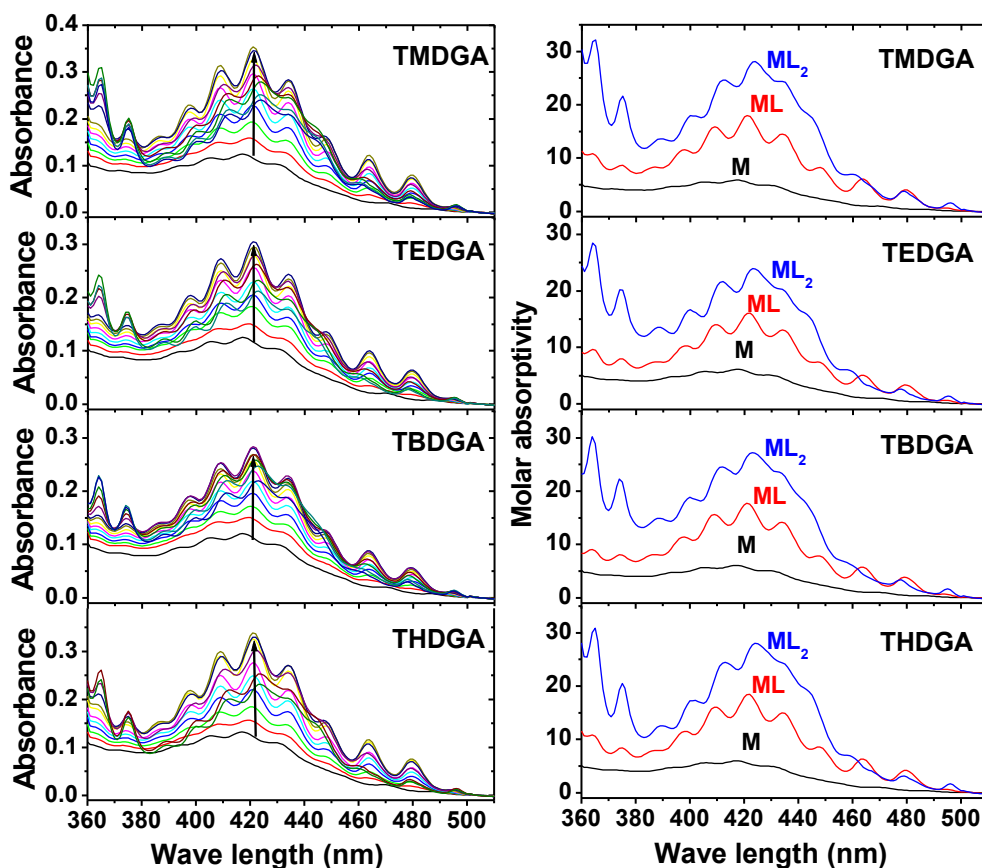 0.4
TMDGA
0.3
0.2
0.1
0.0
Absorbance
TEDGA
0.3
0.2
0.1
0.0
Absorbance
TBDGA
0.3
0.2
0.1
0.0
Absorbance
THDGA
0.3
0.2
0.1
0.0
Absorbance
360 380 400 420 440 460 480 500
Wave length (nm)
30
20
10
0
ML2
TMDGA
ML
M
30
20
10
0
ML2
TEDGA
ML
M
Molar absorptivity
30
20
10
0
ML2
TBDGA
ML
M
30
20
10
0
ML2
THDGA
ML
M
360 380 400 420 440 460 480 500
Wave length (nm)